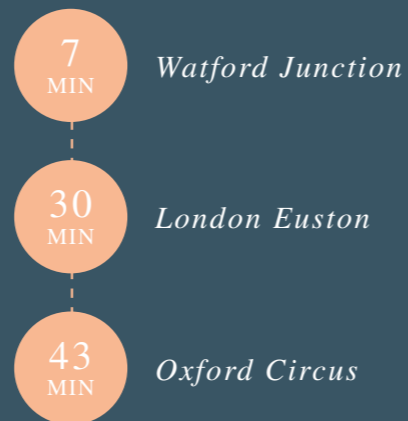 7
MIN
Watford Junction
30
MIN
London Euston
43
MIN
Oxford Circus